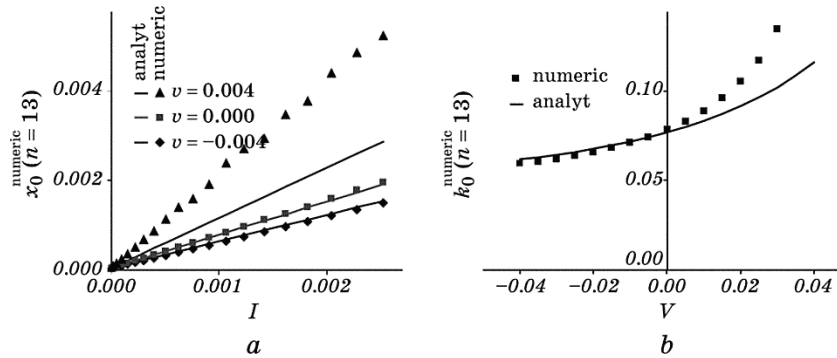 numeric
x₀ (n = 13)
analyt
numeric
0.004
0.002
0.000
v = 0.004
v = 0.000
v = −0.004
0.000
0.001
0.002
I
a
numeric
k₀ (n = 13)
numeric
analyt
0.10
0.05
0.00
−0.04
−0.02
0.00
0.02
0.04
V
b